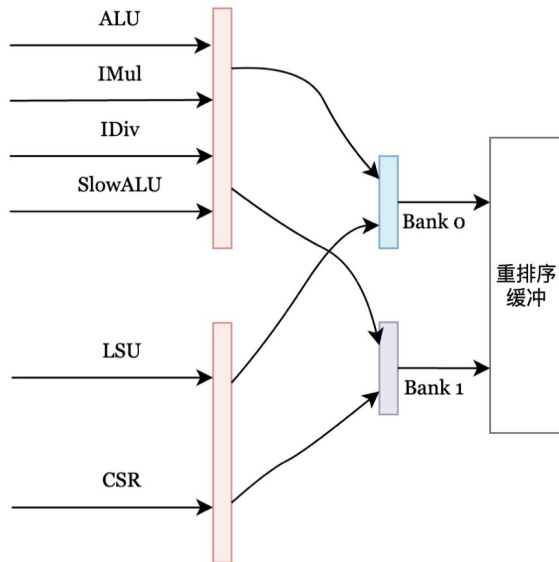 ALU
IMul
IDiv
SlowALU
Bank 0
重排序
缓冲
LSU
Bank 1
CSR